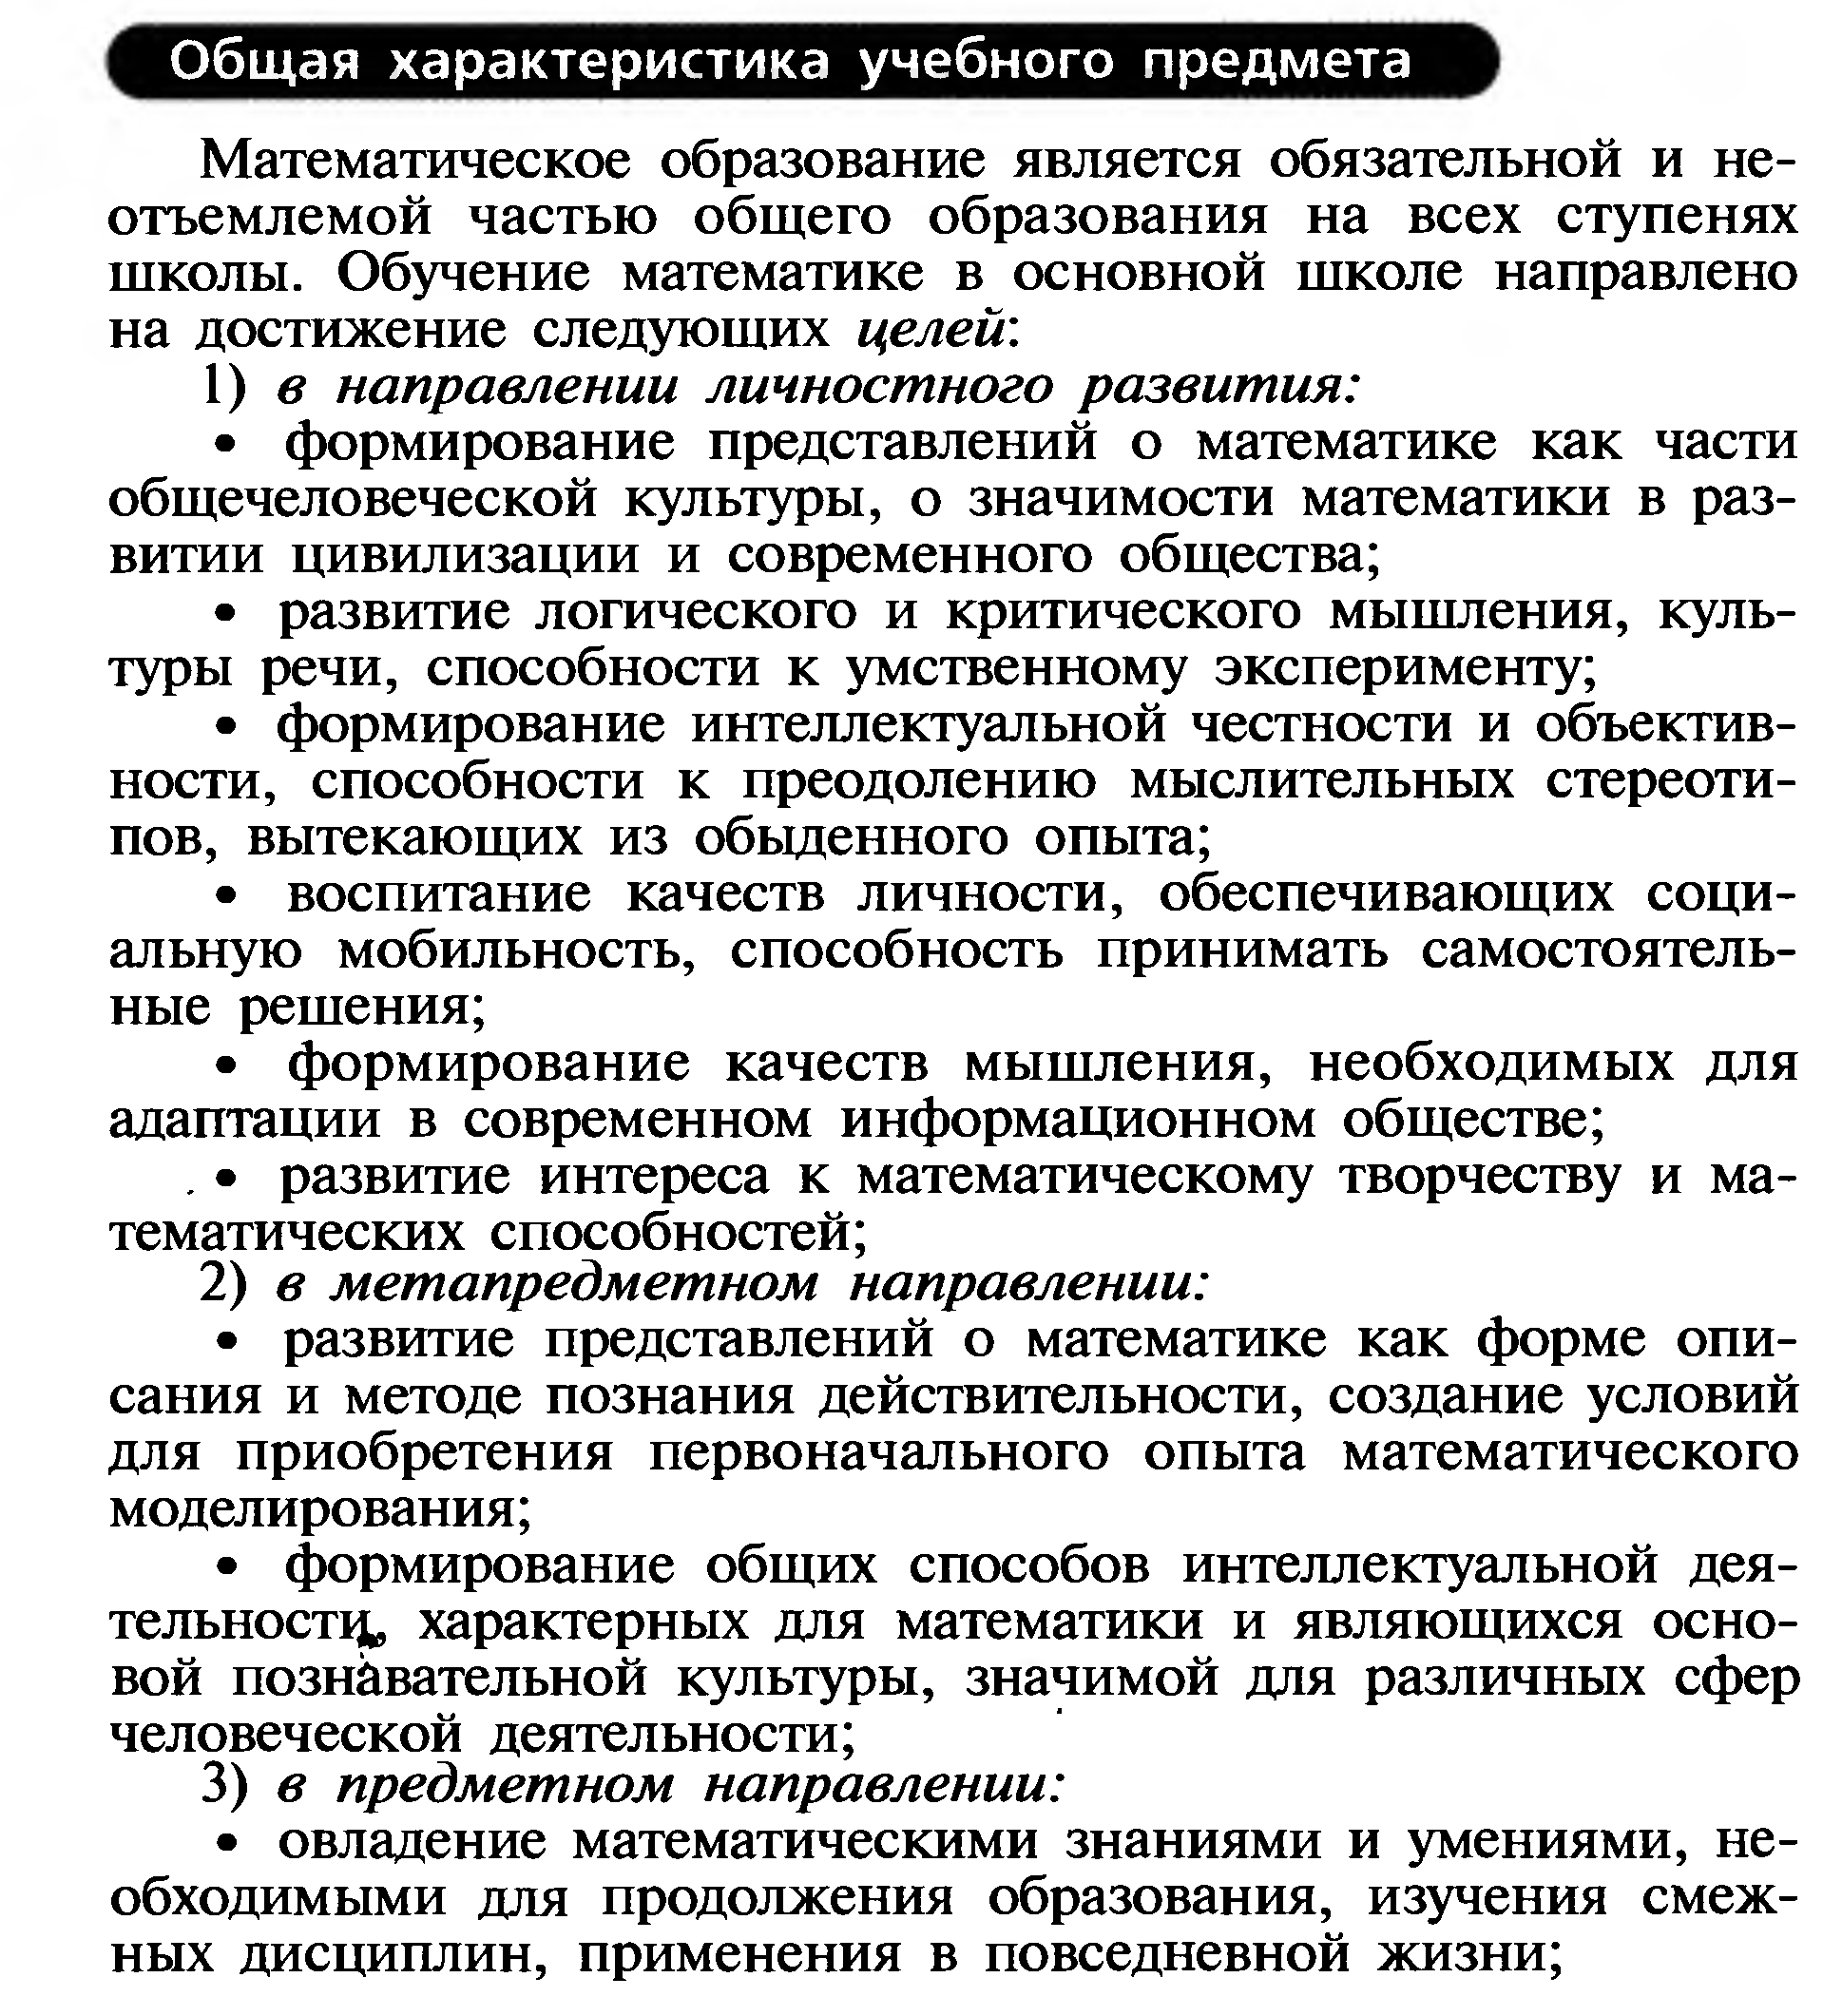 Общая характеристика учебного предмета
Математическое образование является обязательной и не-
отъемлемой частью общего образования на всех ступенях
школы. Обучение математике в основной школе направлено
на достижение следующих целей:
1) в направлении личностного развития:
• формирование представлений о математике как части
общечеловеческой культуры, о значимости математики в раз-
витии цивилизации и современного общества;
• развитие логического и критического мышления, куль-
туры речи, способности к умственному эксперименту;
• формирование интеллектуальной честности и объектив-
ности, способности к преодолению мыслительных стереоти-
пов, вытекающих из обыденного опыта;
• воспитание качеств личности, обеспечивающих соци-
альную мобильность, способность принимать самостоятель-
ные решения;
• формирование качеств мышления, необходимых для
адаптации в современном информационном обществе;
• развитие интереса к математическому творчеству и ма-
тематических способностей;
2) в метапредметном направлении:
• развитие представлений о математике как форме опи-
сания и методе познания действительности, создание условий
для приобретения первоначального опыта математического
моделирования;
• формирование общих способов интеллектуальной дея-
тельности, характерных для математики и являющихся осно-
вой познавательной культуры, значимой для различных сфер
человеческой деятельности;
3) в предметном направлении:
• овладение математическими знаниями и умениями, не-
обходимыми для продолжения образования, изучения смеж-
ных дисциплин, применения в повседневной жизни;